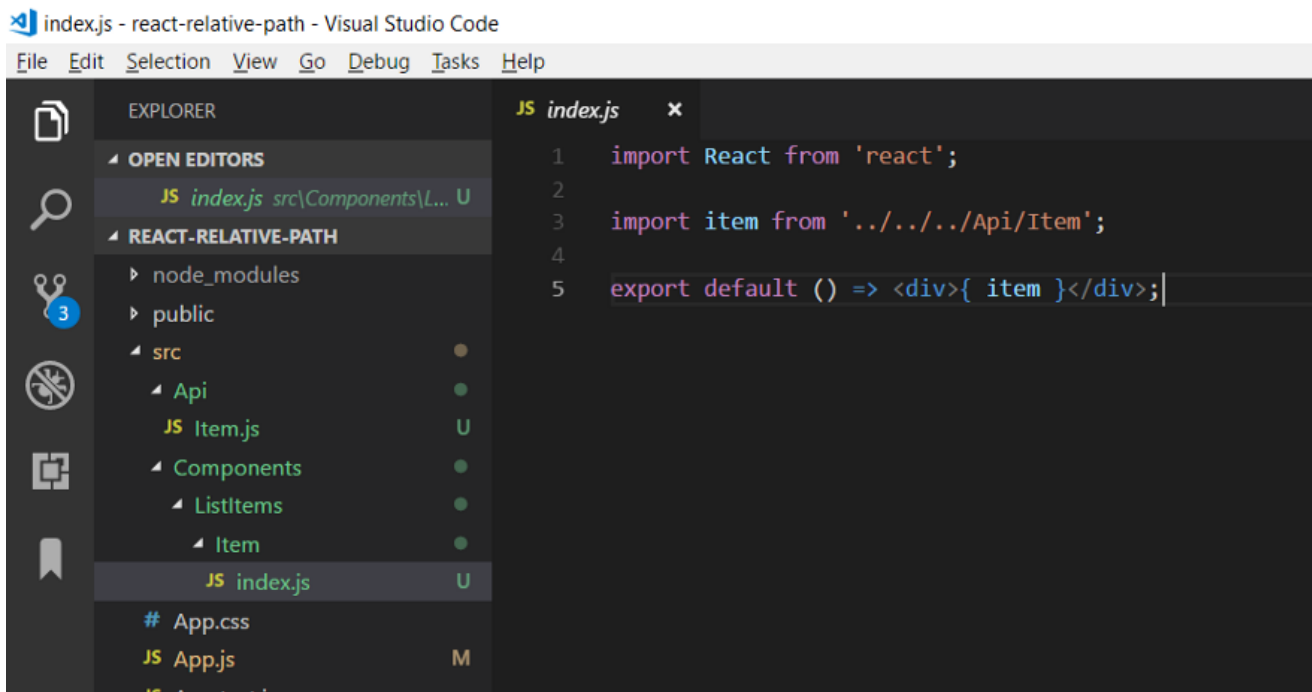 index.js - react-relative-path - Visual Studio Code
File Edit Selection View Go Debug Tasks Help
EXPLORER
OPEN EDITORS
JS index.js src\Components\L... U
REACT-RELATIVE-PATH
node_modules
public
src
Api
JS Item.js U
Components
ListItems
Item
JS index.js U
# App.css
JS App.js M
3
JS index.js ×
1 import React from 'react';
2
3 import item from '../../../Api/Item';
4
5 export default () => <div>{ item }</div>;